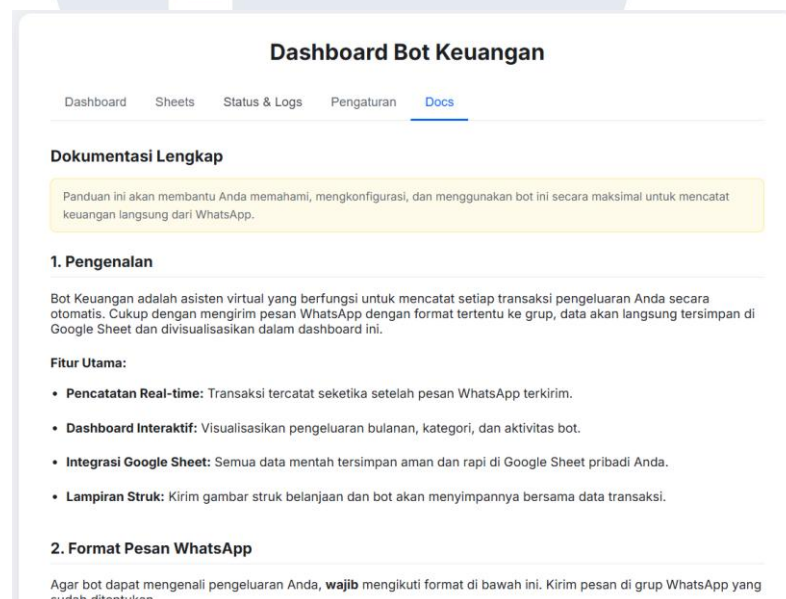 Dashboard Bot Keuangan
Dashboard Sheets Status & Logs Pengaturan Docs
Dokumentasi Lengkap
Panduan ini akan membantu Anda memahami, mengkonfigurasi, dan menggunakan bot ini secara maksimal untuk mencatat
keuangan langsung dari WhatsApp.
1. Pengenalan
Bot Keuangan adalah asisten virtual yang berfungsi untuk mencatat setiap transaksi pengeluaran Anda secara
otomatis. Cukup dengan mengirim pesan WhatsApp dengan format tertentu ke grup, data akan langsung tersimpan di
Google Sheet dan divisualisasikan dalam dashboard ini.
Fitur Utama:
• Pencatatan Real-time: Transaksi tercatat seketika setelah pesan WhatsApp terkirim.
• Dashboard Interaktif: Visualisasikan pengeluaran bulanan, kategori, dan aktivitas bot.
• Integrasi Google Sheet: Semua data mentah tersimpan aman dan rapi di Google Sheet pribadi Anda.
• Lampiran Struk: Kirim gambar struk belanjaan dan bot akan menyimpannya bersama data transaksi.
2. Format Pesan WhatsApp
Agar bot dapat mengenali pengeluaran Anda, wajib mengikuti format di bawah ini. Kirim pesan di grup WhatsApp yang